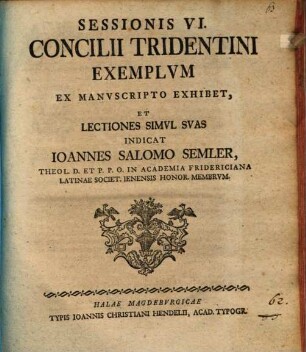 SESSIONIS VI.
CONCILII TRIDENTINI
EXEMPLVM
EX MANVSCRIPTO EXHIBET,
ET
LECTIONES SIMVL SVAS
INDICAT
IOANNES SALOMO SEMLER,
THEOL. D. ET P. P. O. IN ACADEMIA FRIDERICIANA
LATINAE SOCIET. IENENSIS HONOR. MEMBRVM.
HALAE MAGDEBVRGICAE
TYPIS IOANNIS CHRISTIANI HENDELII, ACAD. TYPOGR.
62.